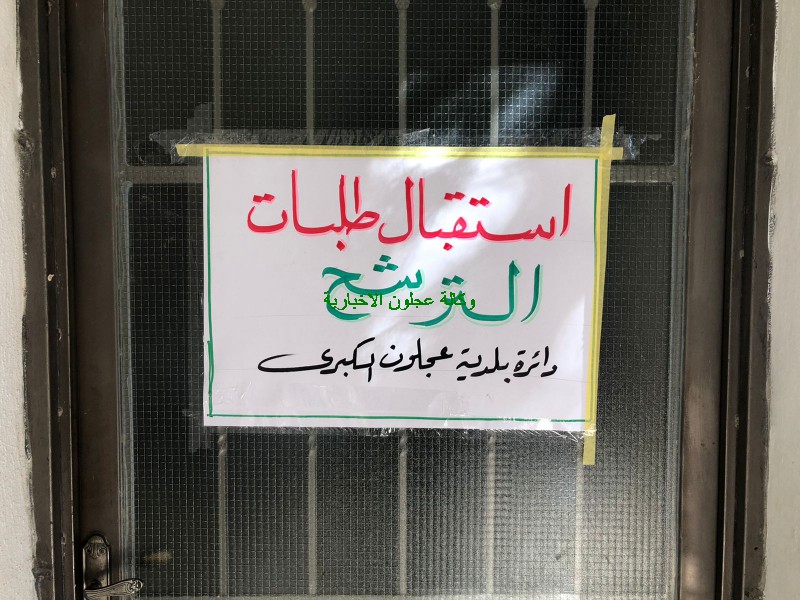 استقبال طلبات
الترشح
وكالة عجلون الاخبارية
دائرة بلدية عجلون الكبرى